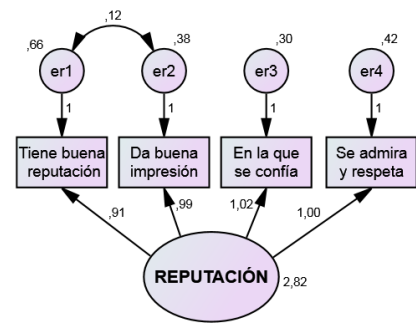 ,12
,66
,38
,30
,42
er1
er2
er3
er4
1
1
1
1
Tiene buena
reputación
Da buena
impresión
En la que
se confía
Se admira
y respeta
,91
,99
1,02
1,00
REPUTACIÓN
2,82